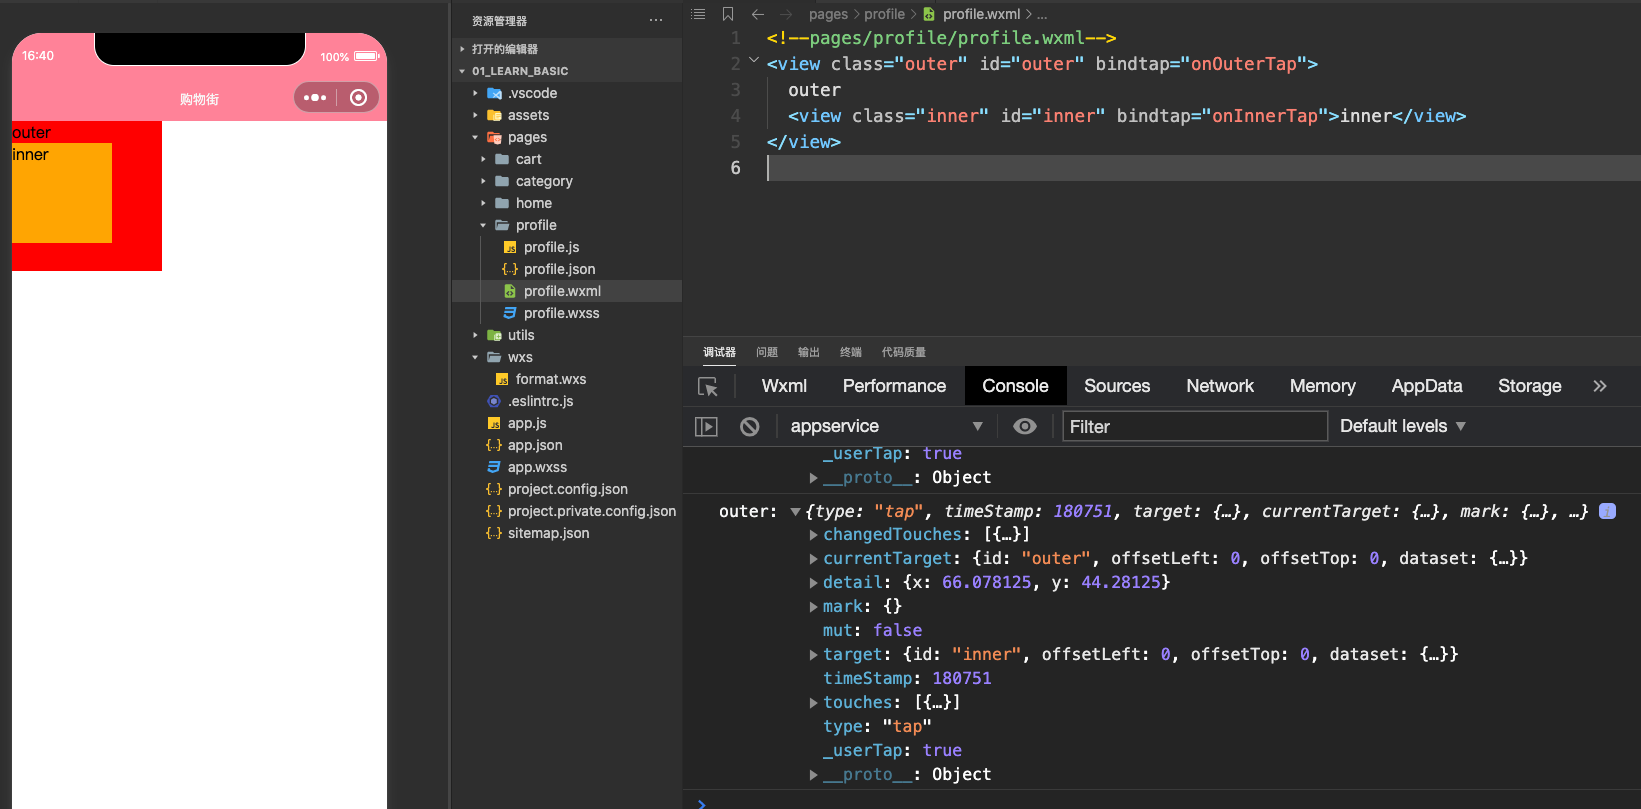 16:40
100%
购物街
outer
inner
资源管理器
打开的编辑器
01_LEARN_BASIC
.vscode
assets
pages
cart
category
home
profile
profile.js
profile.json
profile.wxml
profile.wxss
utils
wxs
format.wxs
.eslintrc.js
app.js
app.json
app.wxss
project.config.json
project.private.config.json
sitemap.json
pages > profile > profile.wxml > ...
1 <!--pages/profile/profile.wxml-->
2 <view class="outer" id="outer" bindtap="onOuterTap">
3 outer
4 <view class="inner" id="inner" bindtap="onInnerTap">inner</view>
5 </view>
6
调试器 问题 输出 终端 代码质量
Wxml Performance Console Sources Network Memory AppData Storage »
appservice Filter Default levels
_userTap: true
__proto__: Object
outer: {type: "tap", timeStamp: 180751, target: {…}, currentTarget: {…}, mark: {…}, …} i
changedTouches: [{…}]
currentTarget: {id: "outer", offsetLeft: 0, offsetTop: 0, dataset: {…}}
detail: {x: 66.078125, y: 44.28125}
mark: {}
mut: false
target: {id: "inner", offsetLeft: 0, offsetTop: 0, dataset: {…}}
timeStamp: 180751
touches: [{…}]
type: "tap"
_userTap: true
__proto__: Object